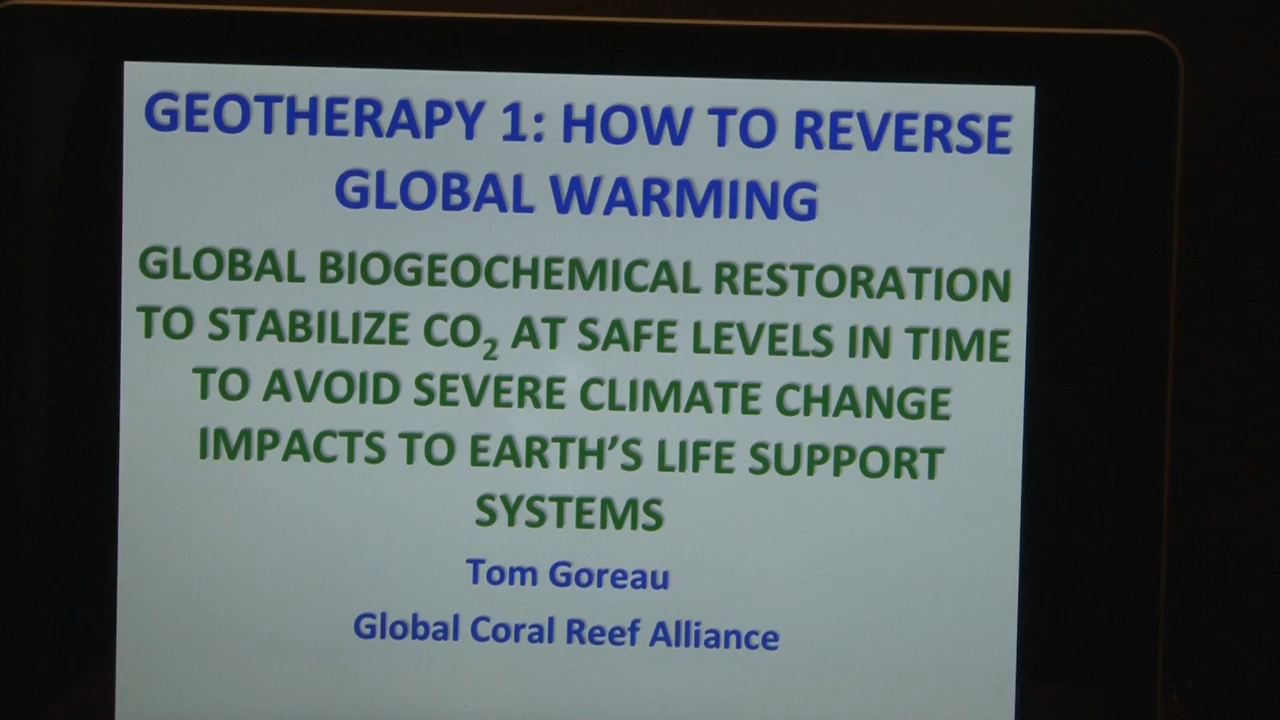 GEOTHERAPY 1: HOW TO REVERSE
GLOBAL WARMING
GLOBAL BIOGEOCHEMICAL RESTORATION
TO STABILIZE CO₂ AT SAFE LEVELS IN TIME
TO AVOID SEVERE CLIMATE CHANGE
IMPACTS TO EARTH’S LIFE SUPPORT
SYSTEMS
Tom Goreau
Global Coral Reef Alliance